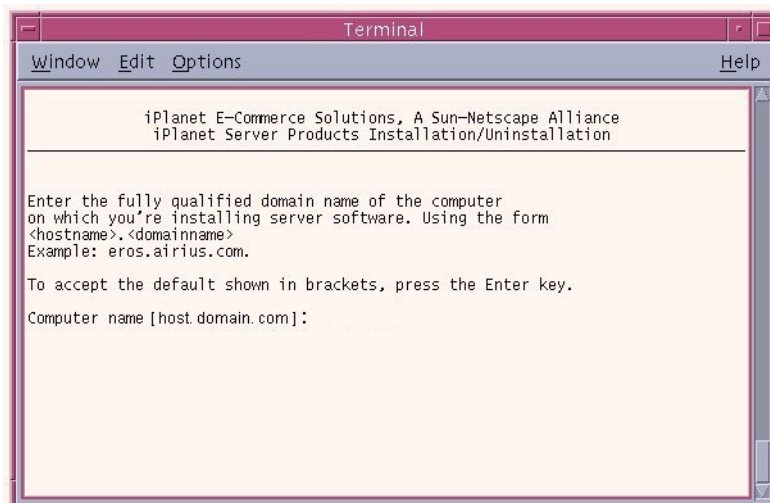 Terminal
Window Edit Options Help
iPlanet E-Commerce Solutions, A Sun-Netscape Alliance
iPlanet Server Products Installation/Uninstallation
Enter the fully qualified domain name of the computer
on which you're installing server software. Using the form
<hostname>.<domainname>
Example: eros.airius.com.
To accept the default shown in brackets, press the Enter key.
Computer name [host.domain.com]: